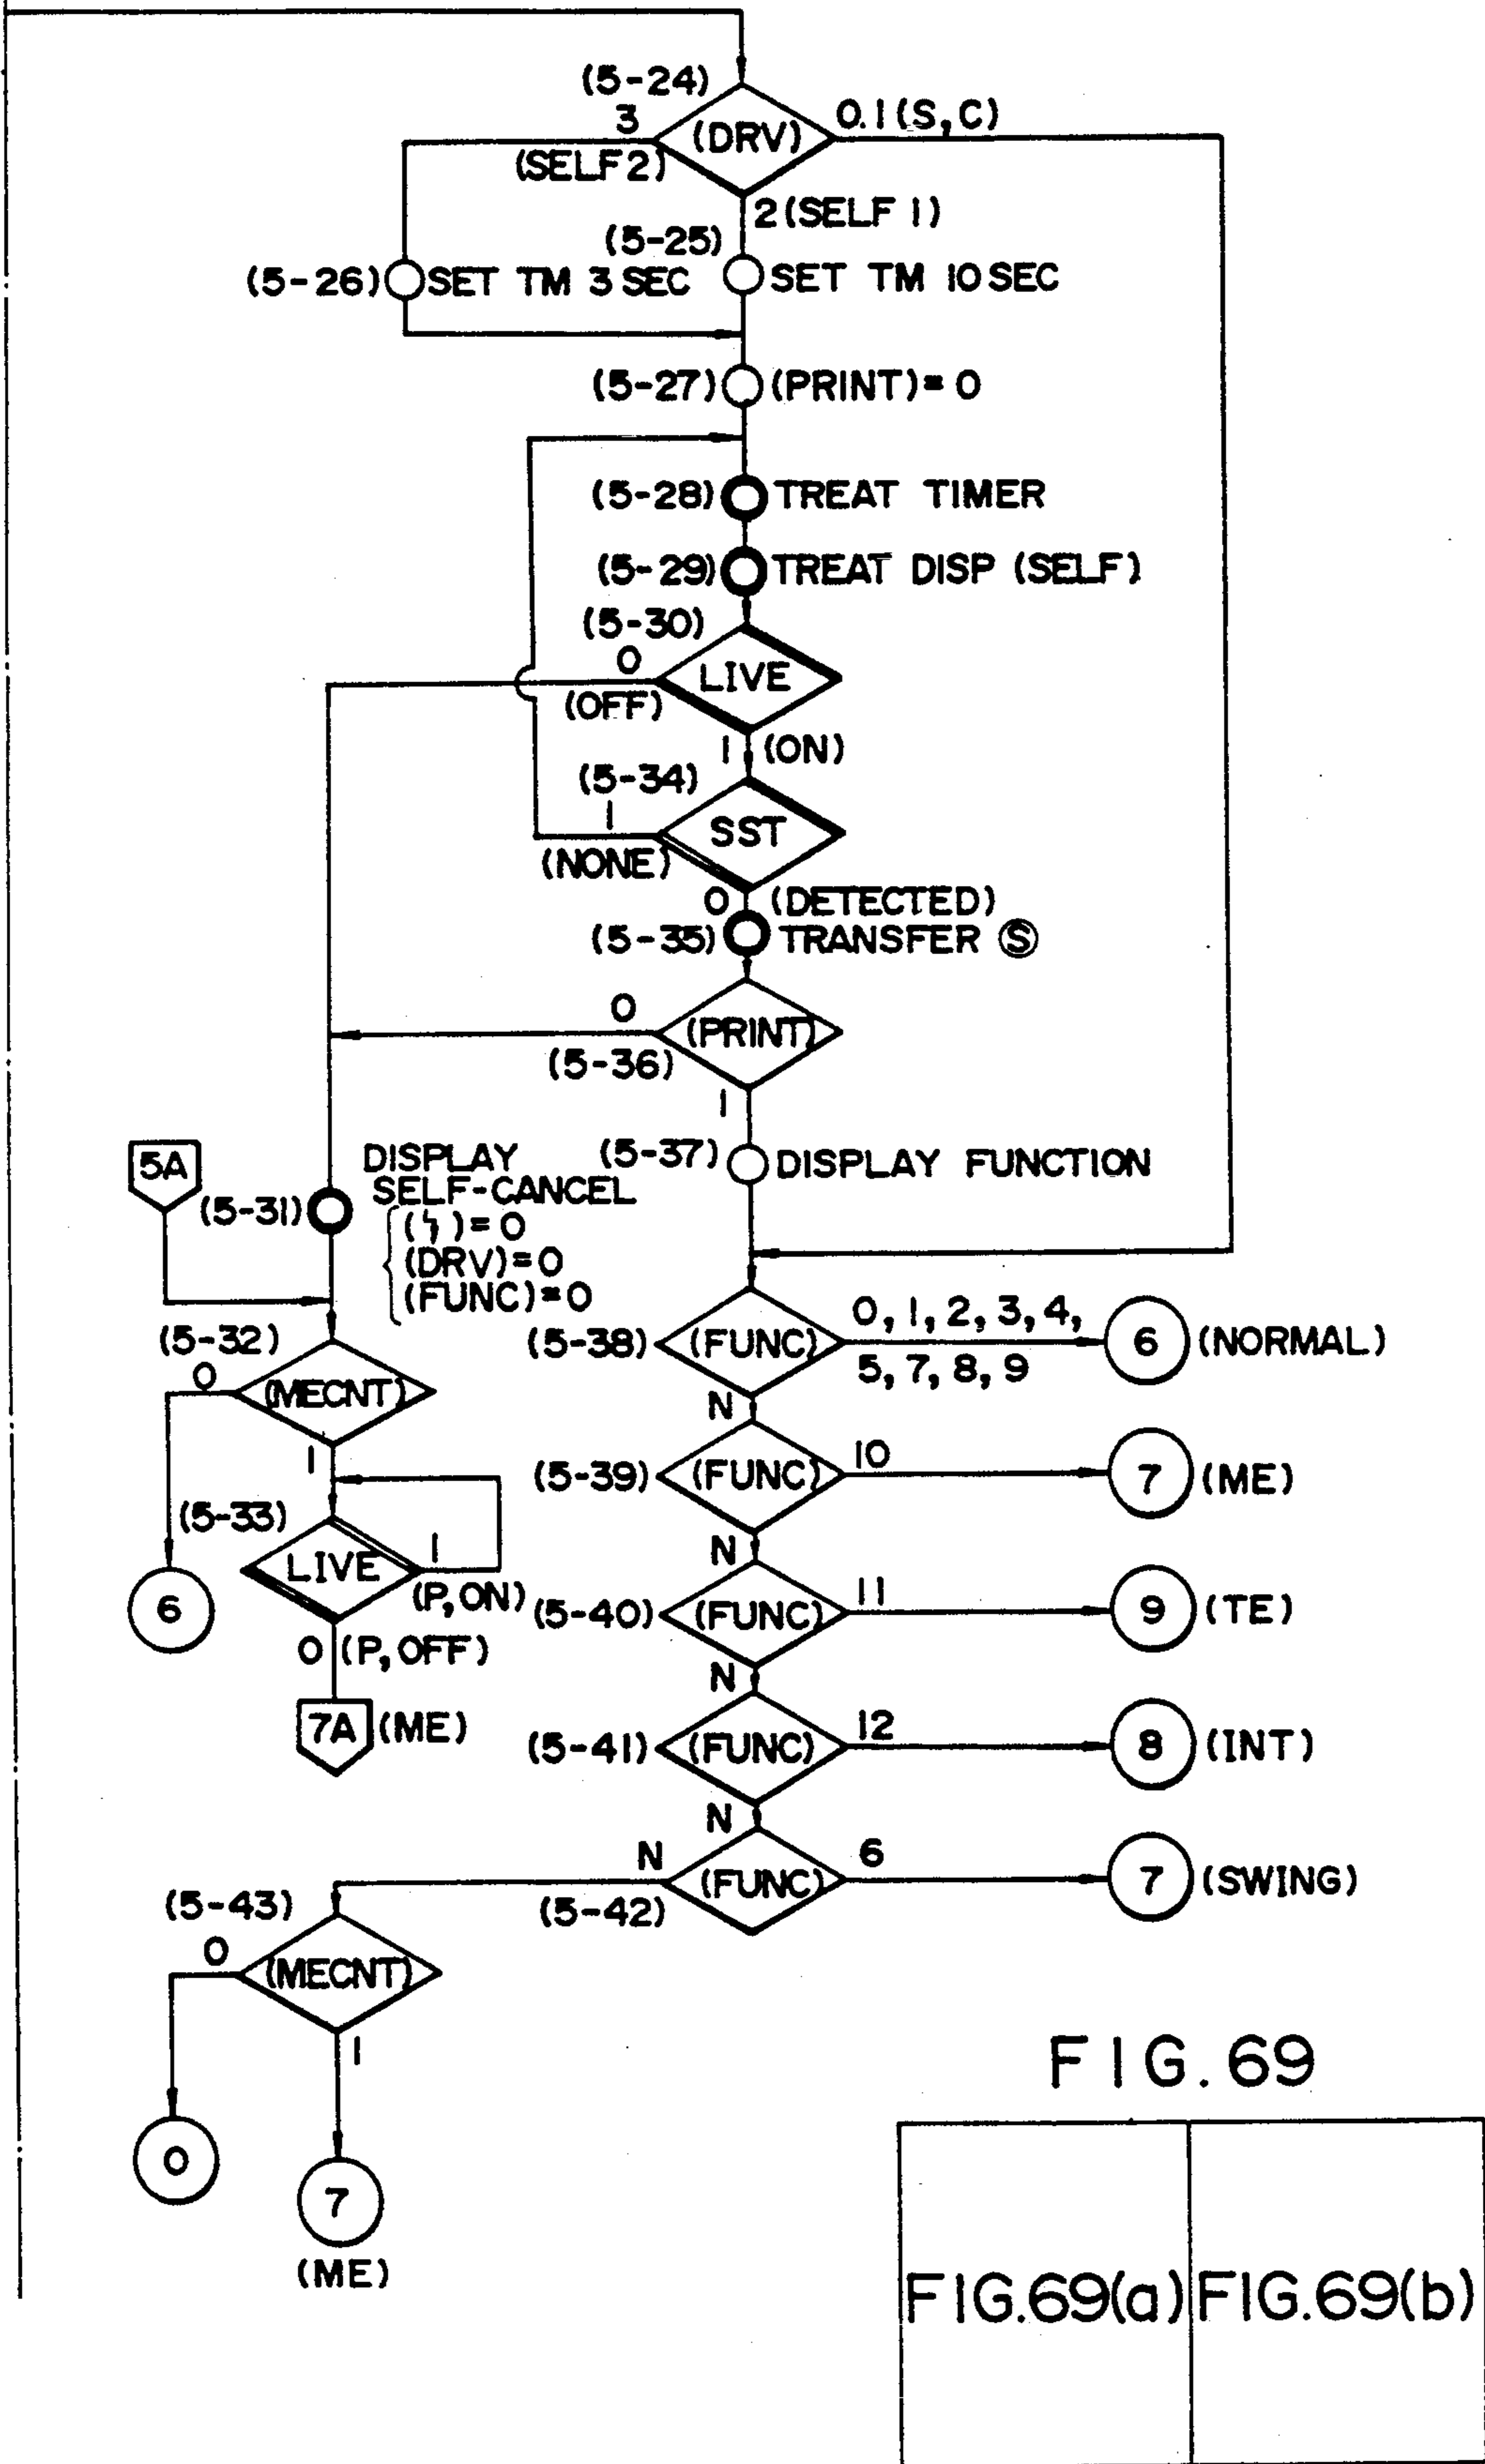 (5-24)
3
(DRV)
0.1(S,C)
(SELF 2)
2(SELF 1)
(5-25)
(5-26) SET TM 3 SEC
SET TM 10 SEC
(5-27) (PRINT)=0
(5-28) TREAT TIMER
(5-29) TREAT DISP (SELF)
(5-30)
0
LIVE
(OFF)
1 (ON)
(5-34)
1
SST
(NONE)
0 (DETECTED)
(5-35) TRANSFER Ⓢ
0
(PRINT)
(5-36)
1
5A
DISPLAY
SELF-CANCEL
(5-31)
(ϟ)=0
(DRV)=0
(FUNC)=0
(5-37) DISPLAY FUNCTION
(5-32)
0
(MECNT)
1
(5-33)
LIVE
1
(P,ON)
6
0 (P,OFF)
7A (ME)
(5-38) (FUNC)
0, 1, 2, 3, 4,
5, 7, 8, 9
6 (NORMAL)
N
(5-39) (FUNC) 10 7 (ME)
N
(5-40) (FUNC) 11 9 (TE)
N
(5-41) (FUNC) 12 8 (INT)
N
N (FUNC) 6 7 (SWING)
(5-42)
(5-43)
0
(MECNT)
1
0
7
(ME)
FIG. 69
FIG.69(a) FIG.69(b)